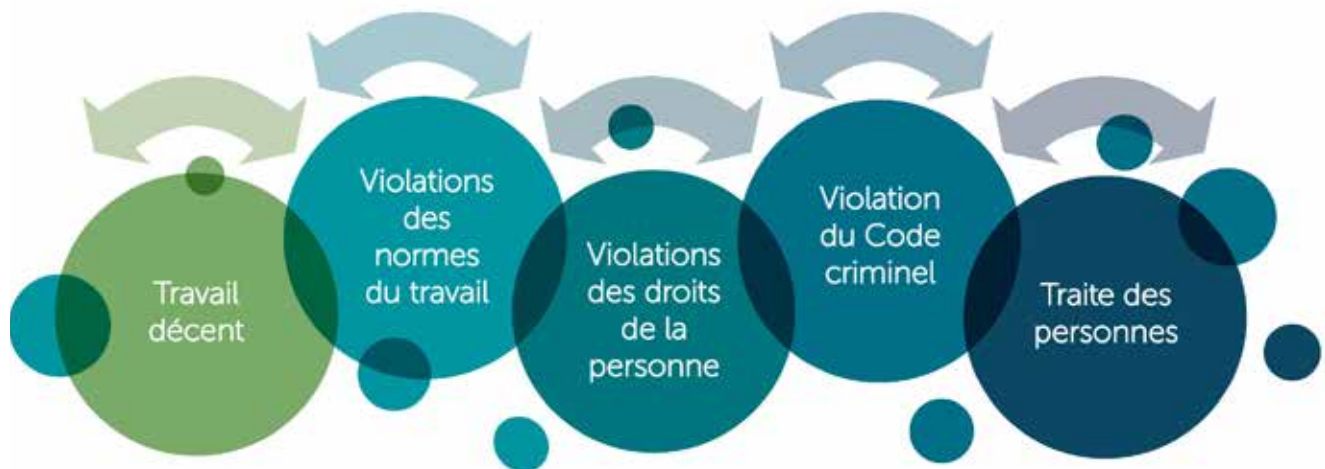 Travail
décent
Violations
des
normes
du travail
Violations
des droits
de la
personne
Violation
du Code
criminel
Traite des
personnes